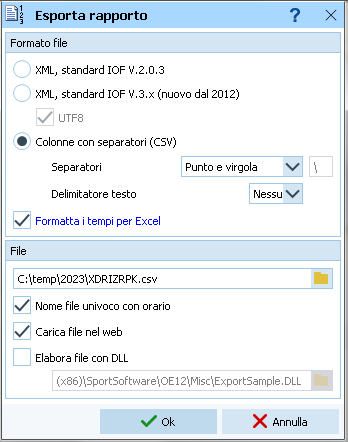 Esporta rapporto
Formato file
XML, standard IOF V.2.0.3
XML, standard IOF V.3.x (nuovo dal 2012)
UTF8
Colonne con separatori (CSV)
Separatori Punto e virgola \
Delimitatore testo Nessu
Formatta i tempi per Excel
File
C:\temp\2023\XDRIZRPK.csv
Nome file univoco con orario
Carica file nel web
Elabora file con DLL
(x86)\SportSoftware\OE12\Misc\ExportSample.DLL
Ok Annulla